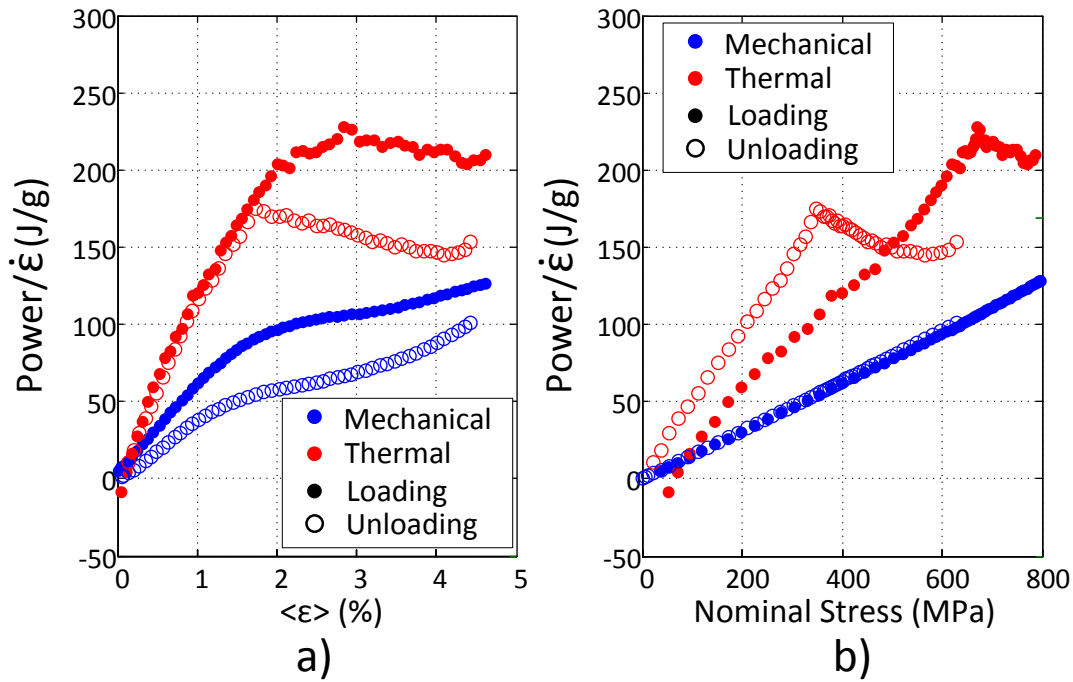 300
250
200
150
100
50
0
-50
Power/ε̇ (J/g)
Mechanical
Thermal
Loading
Unloading
0 1 2 3 4 5
<ε> (%)
a)
300
250
200
150
100
50
0
-50
Power/ε̇ (J/g)
Mechanical
Thermal
Loading
Unloading
0 200 400 600 800
Nominal Stress (MPa)
b)